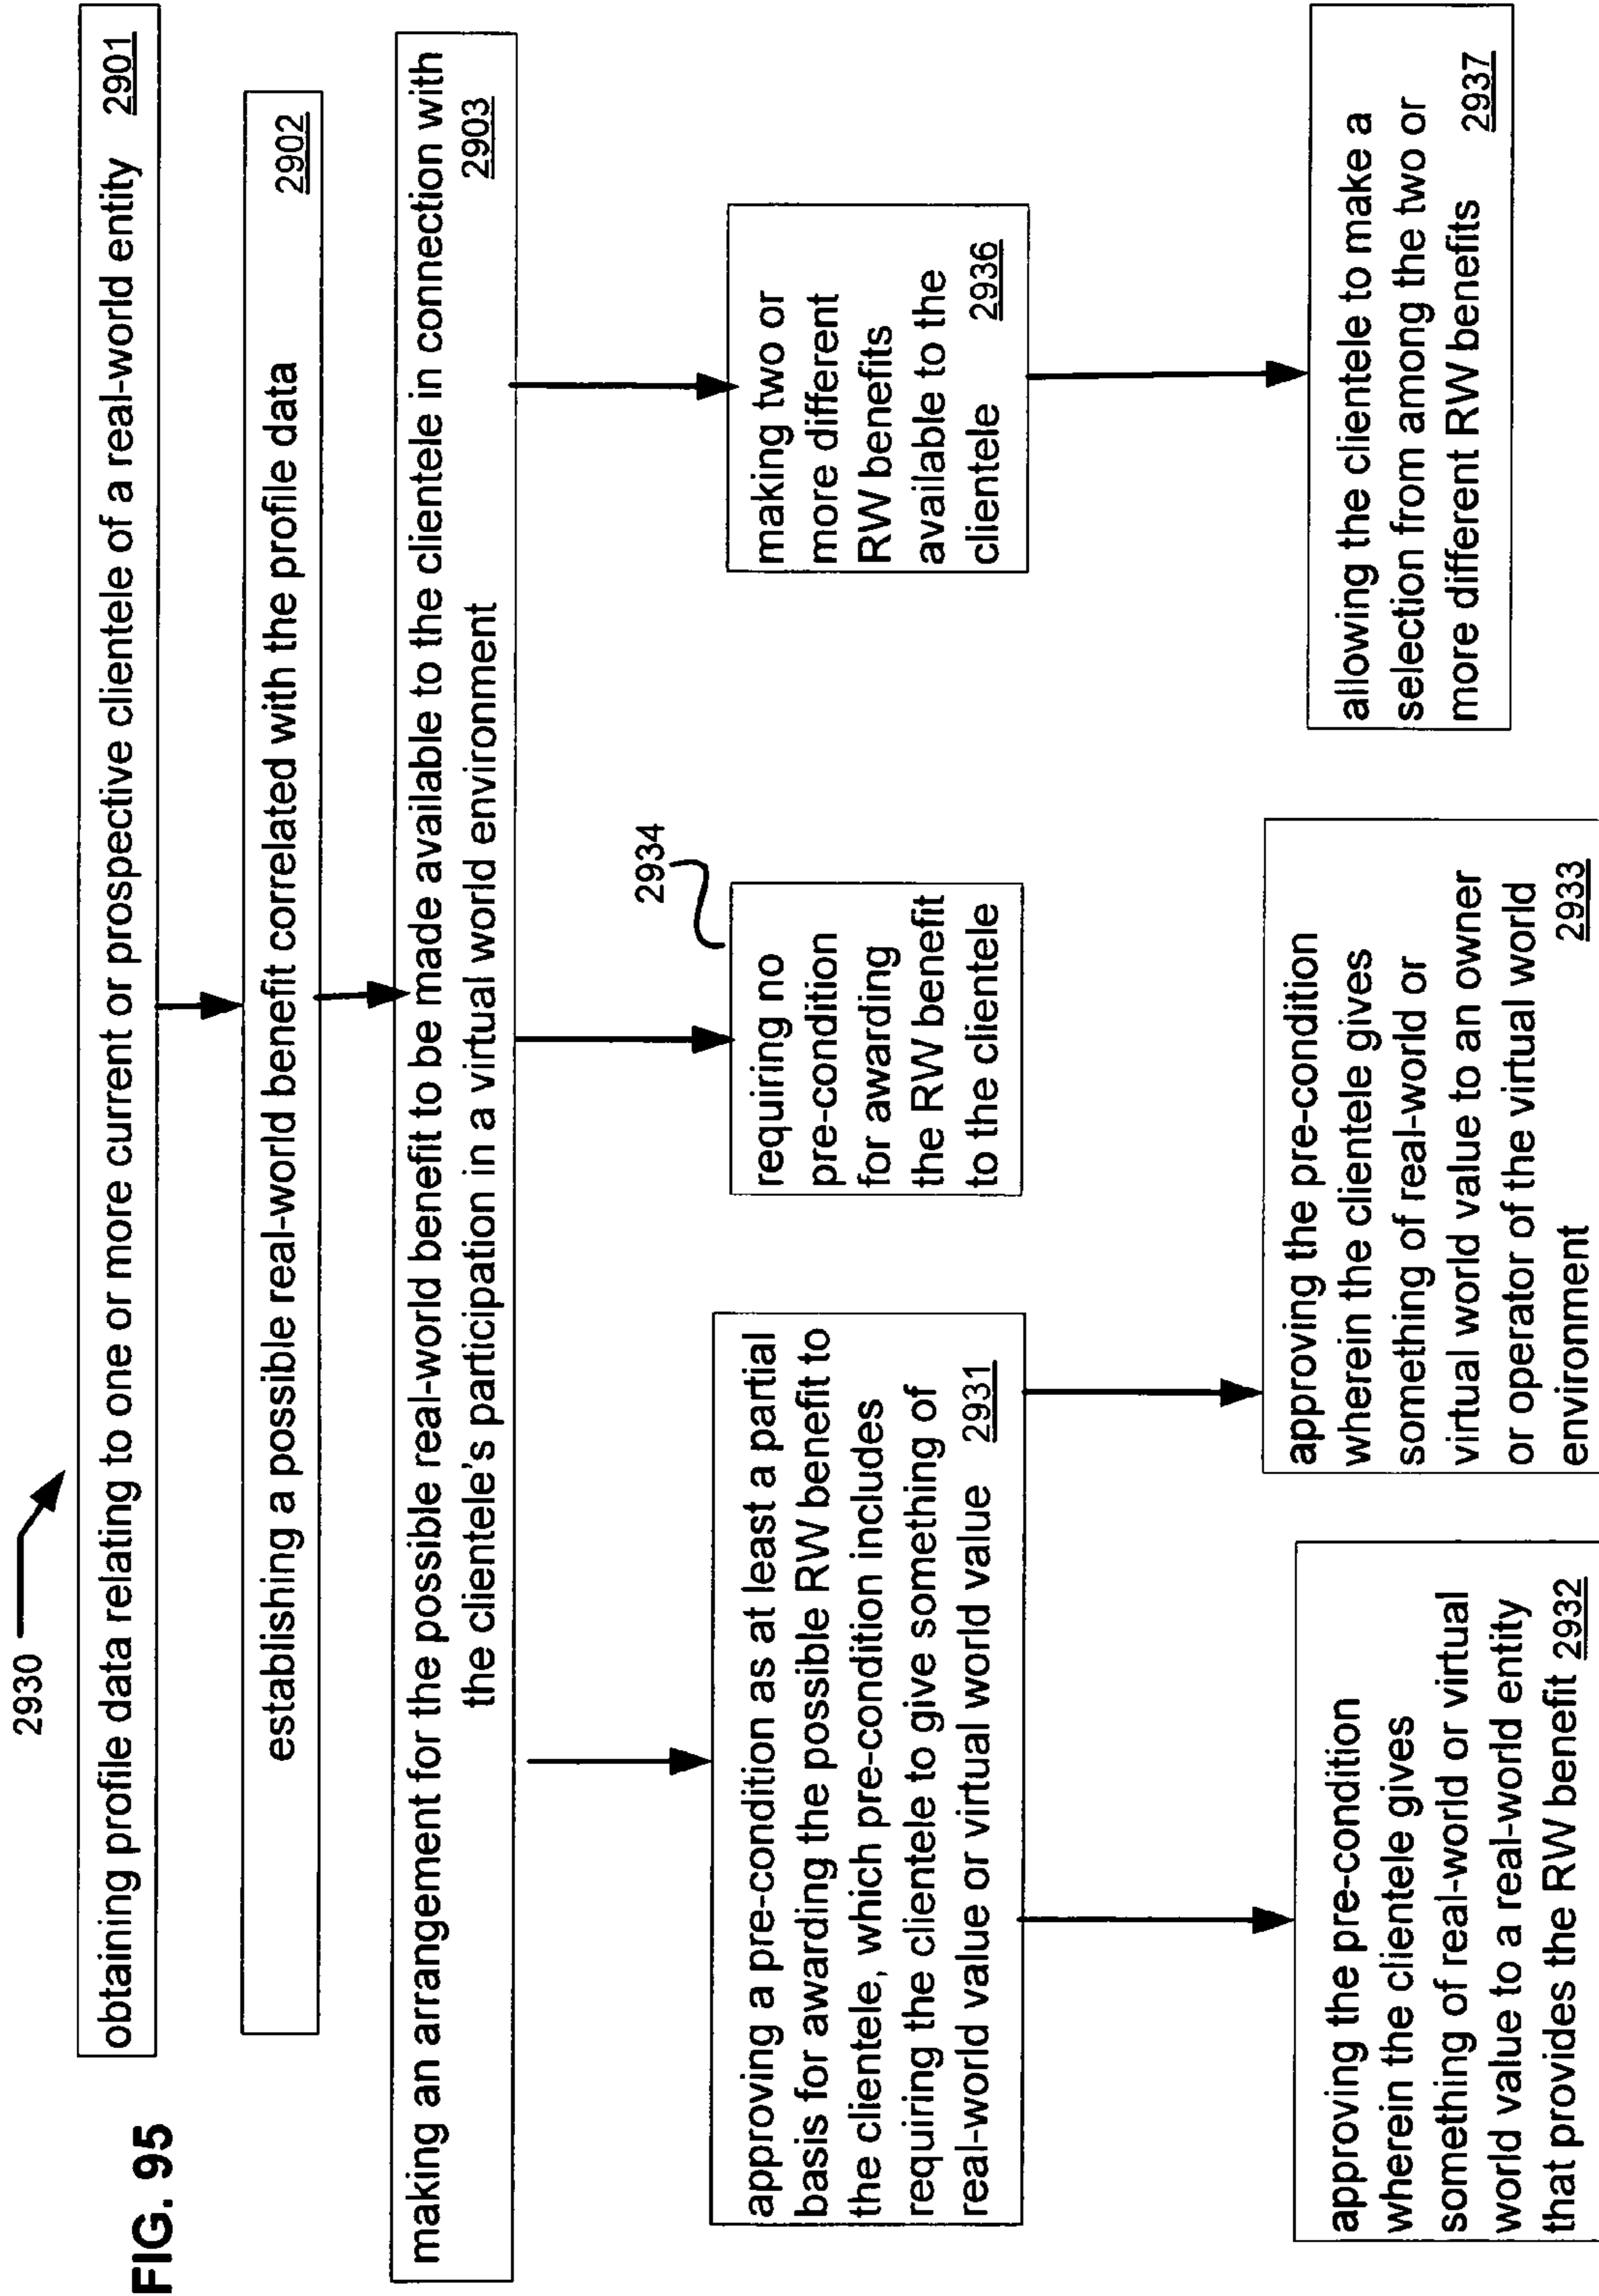 FIG. 95
2930
obtaining profile data relating to one or more current or prospective clientele of a real-world entity 2901
establishing a possible real-world benefit correlated with the profile data 2902
making an arrangement for the possible real-world benefit to be made available to the clientele in connection with
the clientele's participation in a virtual world environment 2903
approving a pre-condition as at least a partial
basis for awarding the possible RW benefit to
the clientele, which pre-condition includes
requiring the clientele to give something of
real-world value or virtual world value 2931
2934
requiring no
pre-condition
for awarding
the RW benefit
to the clientele
making two or
more different
RW benefits
available to the
clientele 2936
approving the pre-condition
wherein the clientele gives
something of real-world or virtual
world value to a real-world entity
that provides the RW benefit 2932
approving the pre-condition
wherein the clientele gives
something of real-world or
virtual world value to an owner
or operator of the virtual world
environment 2933
allowing the clientele to make a
selection from among the two or
more different RW benefits 2937